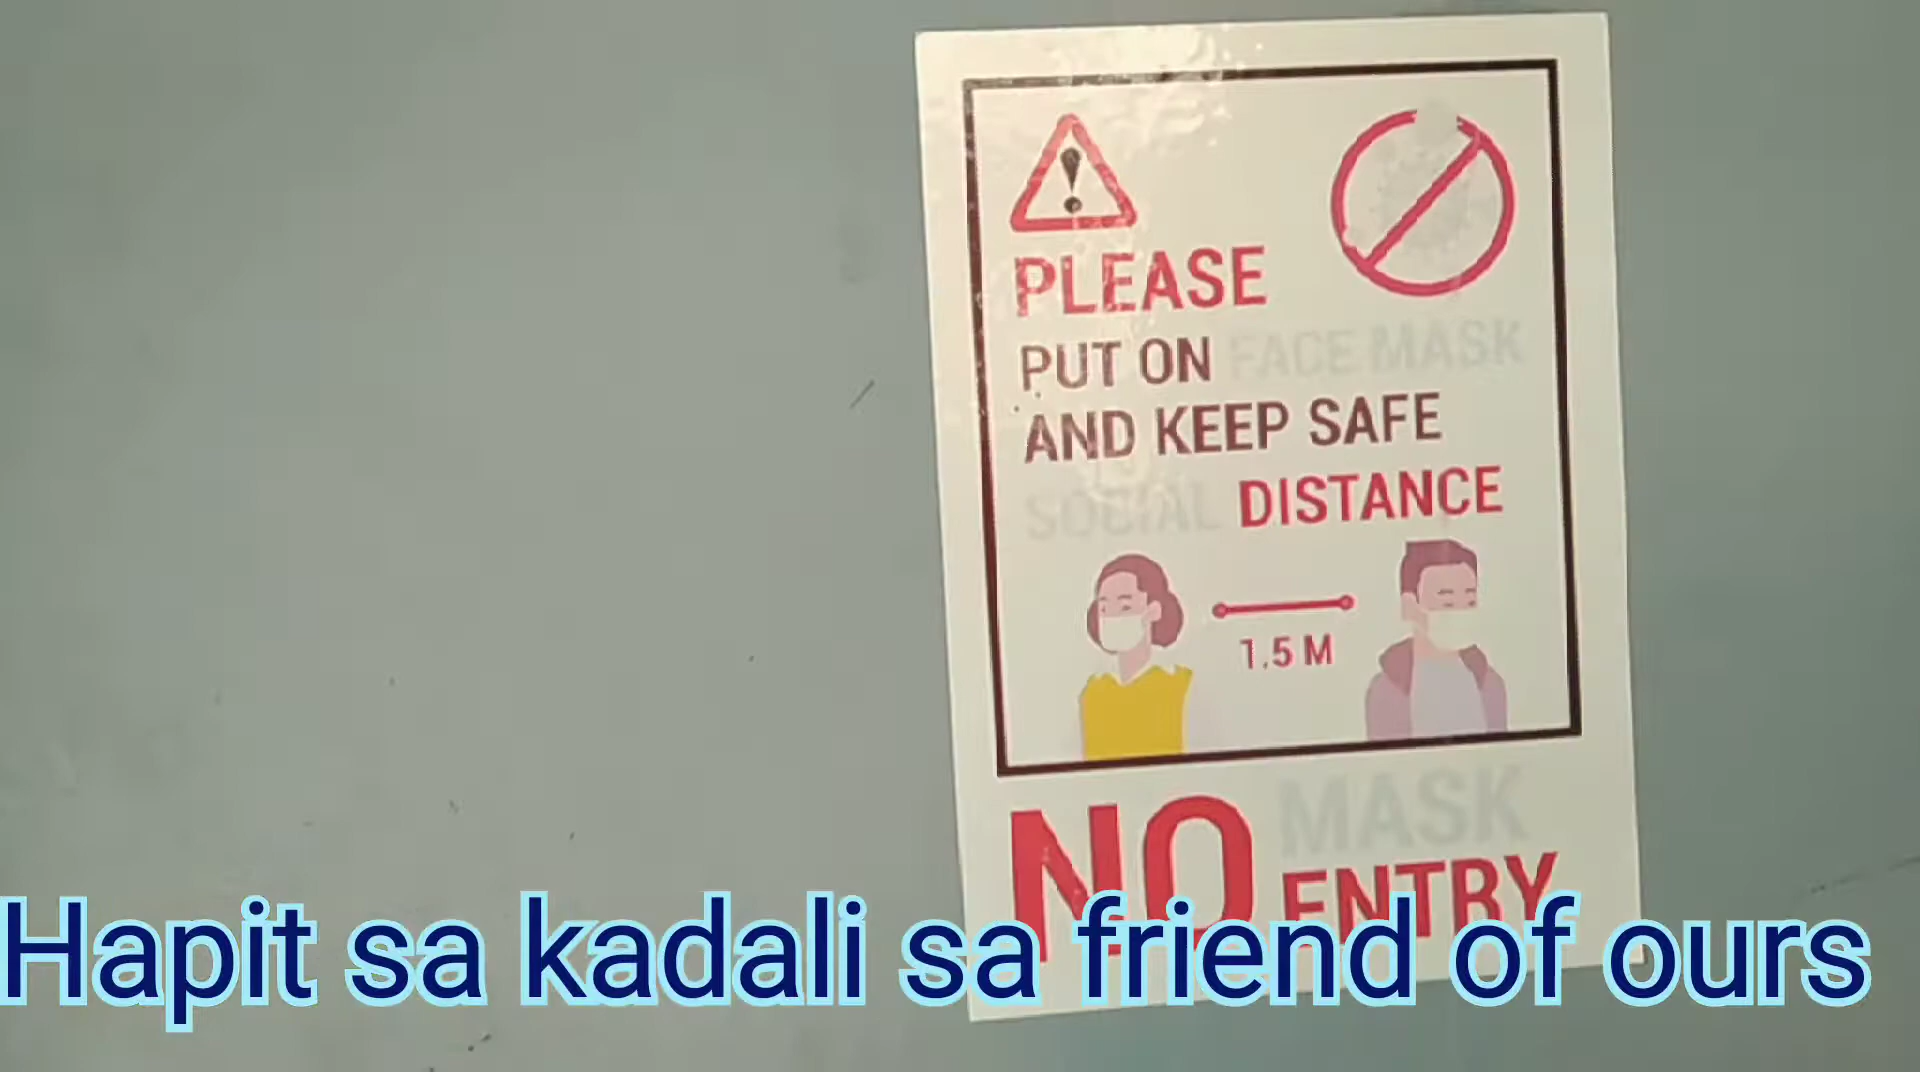 PLEASE
PUT ON FACE MASK
AND KEEP SAFE
SOCIAL DISTANCE
1.5 M
NO MASK
ENTRY
Hapit sa kadali sa friend of ours